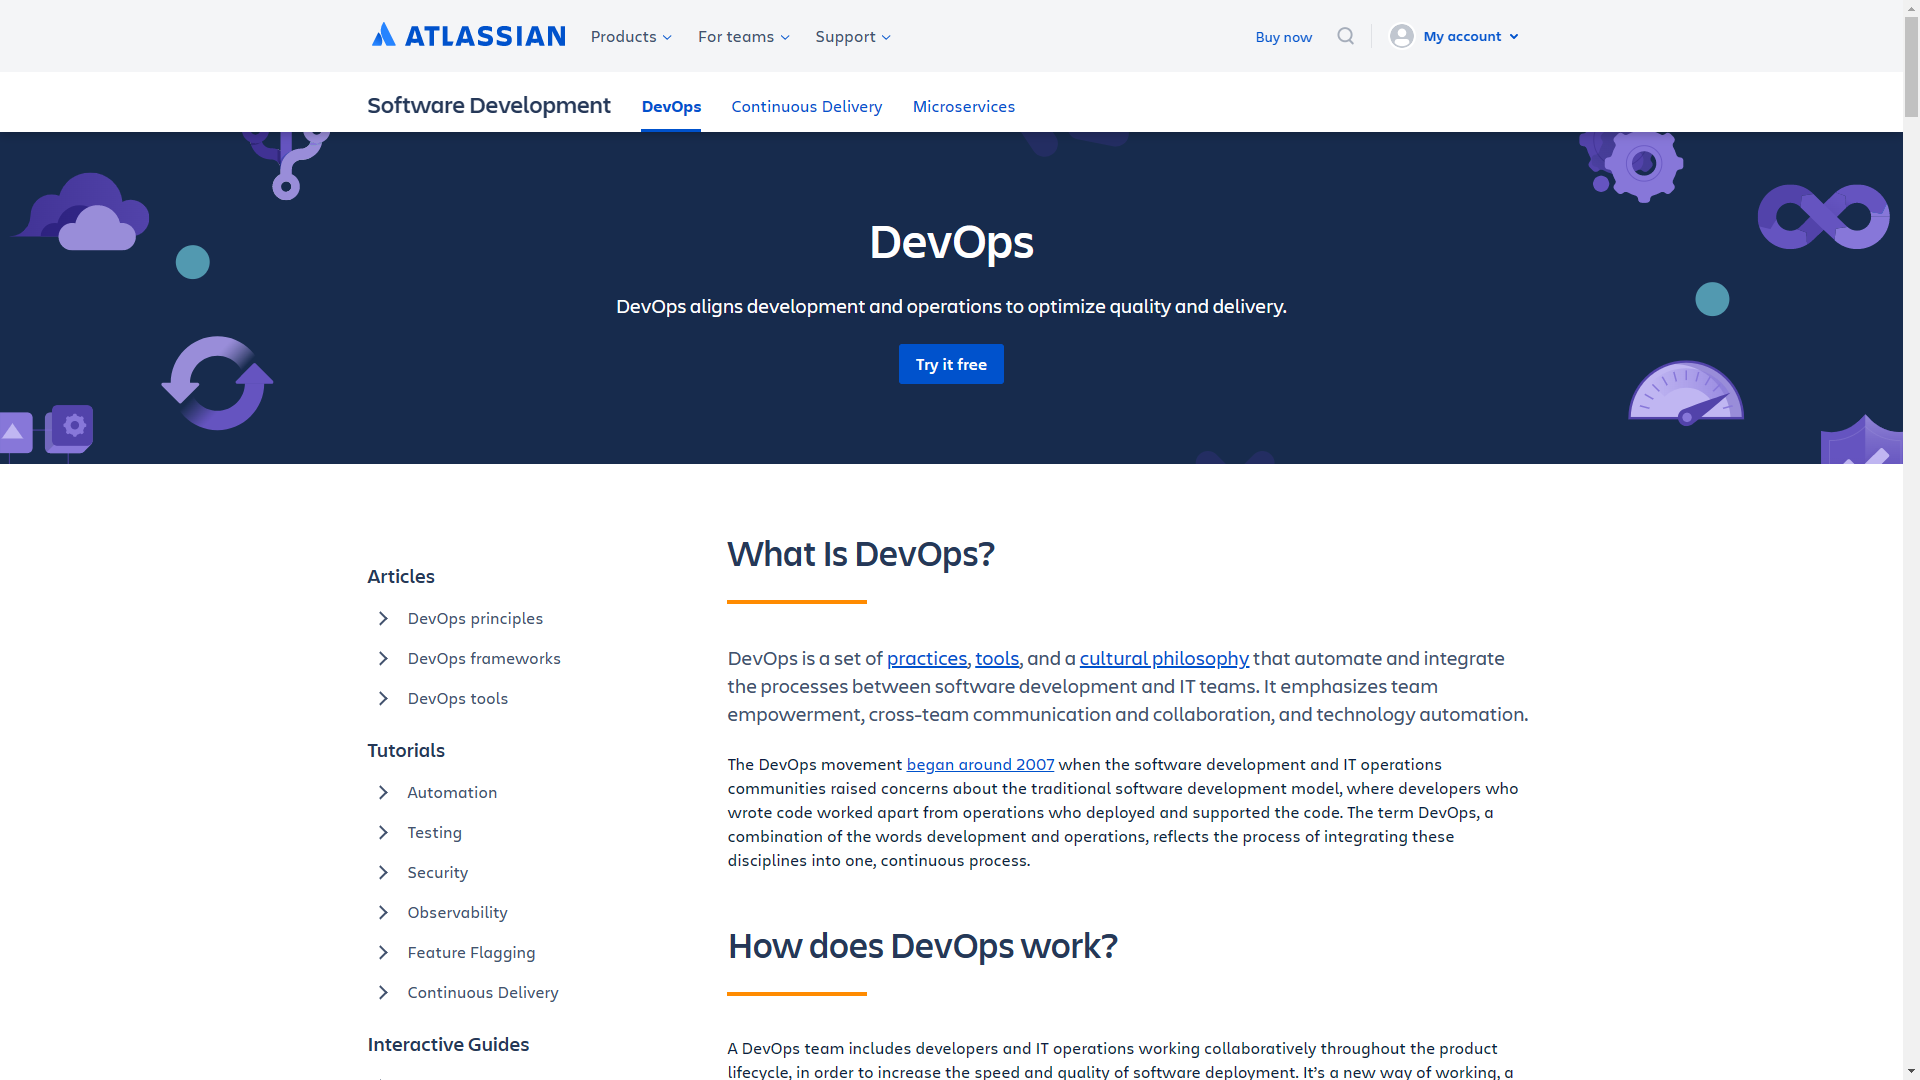 ATLASSIAN Products For teams Support Buy now My account
Software Development DevOps Continuous Delivery Microservices
DevOps
DevOps aligns development and operations to optimize quality and delivery.
Try it free
Articles
DevOps principles
DevOps frameworks
DevOps tools
Tutorials
Automation
Testing
Security
Observability
Feature Flagging
Continuous Delivery
Interactive Guides
What Is DevOps?
DevOps is a set of practices, tools, and a cultural philosophy that automate and integrate
the processes between software development and IT teams. It emphasizes team
empowerment, cross-team communication and collaboration, and technology automation.
The DevOps movement began around 2007 when the software development and IT operations
communities raised concerns about the traditional software development model, where developers who
wrote code worked apart from operations who deployed and supported the code. The term DevOps, a
combination of the words development and operations, reflects the process of integrating these
disciplines into one, continuous process.
How does DevOps work?
A DevOps team includes developers and IT operations working collaboratively throughout the product
lifecycle, in order to increase the speed and quality of software deployment. It’s a new way of working, a